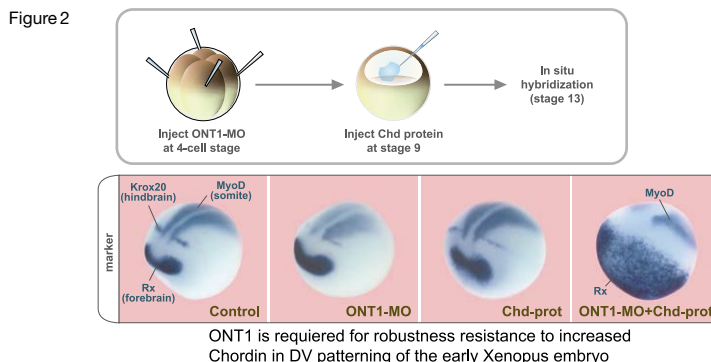 Figure 2
Inject ONT1-MO
at 4-cell stage
Inject Chd protein
at stage 9
In situ
hybridization
(stage 13)
marker
Krox20
(hindbrain)
MyoD
(somite)
Rx
(forebrain)
Control
ONT1-MO
Chd-prot
MyoD
Rx
ONT1-MO+Chd-prot
ONT1 is requiered for robustness resistance to increased
Chordin in DV patterning of the early Xenopus embryo